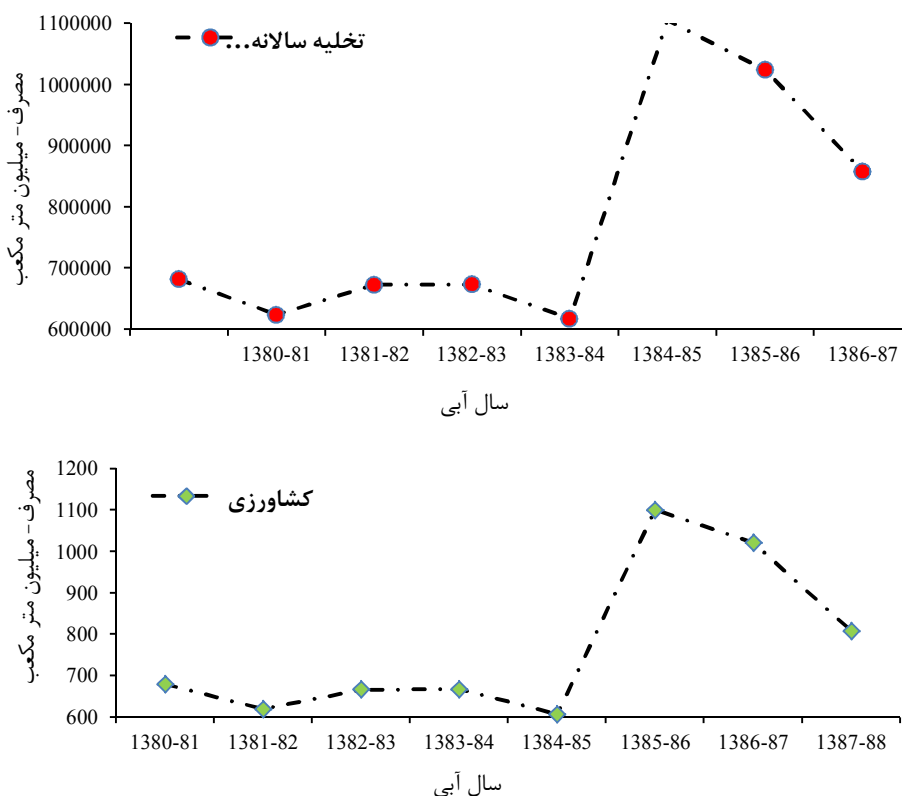 تخلیه سالانه...
مصرف- میلیون متر مکعب
1100000
1000000
900000
800000
700000
600000
1380-81 1381-82 1382-83 1383-84 1384-85 1385-86 1386-87
سال آبی
کشاورزی
مصرف- میلیون متر مکعب
1200
1100
1000
900
800
700
600
1380-81 1381-82 1382-83 1383-84 1384-85 1385-86 1386-87 1387-88
سال آبی